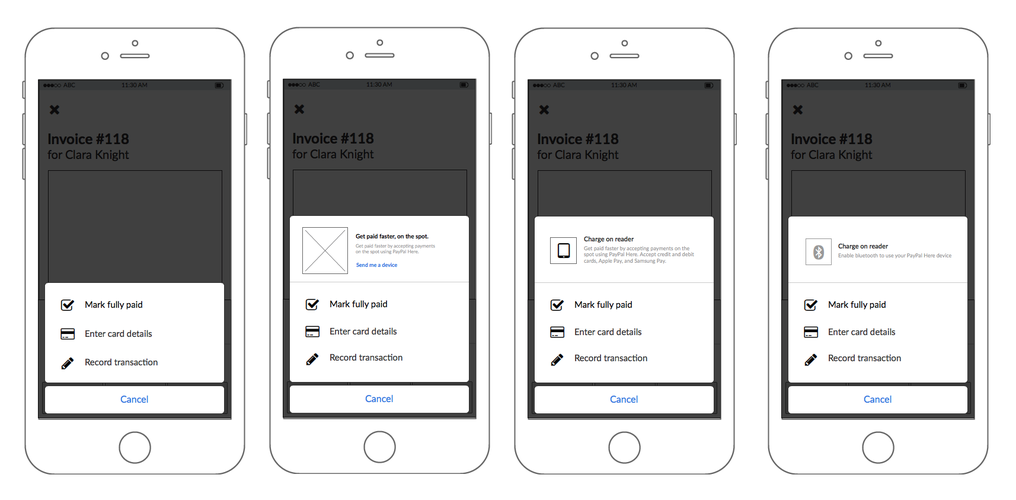 ABC 11:30 AM
Invoice #118
for Clara Knight
Mark fully paid
Enter card details
Record transaction
Cancel
ABC 11:30 AM
Invoice #118
for Clara Knight
Get paid faster, on the spot.
Get paid faster by accepting payments
on the spot using PayPal Here.
Send me a device
Mark fully paid
Enter card details
Record transaction
Cancel
ABC 11:30 AM
Invoice #118
for Clara Knight
Charge on reader
Get paid faster by accepting payments on the
spot using PayPal Here. Accept credit and debit
cards, Apple Pay, and Samsung Pay.
Mark fully paid
Enter card details
Record transaction
Cancel
ABC 11:30 AM
Invoice #118
for Clara Knight
Charge on reader
Enable bluetooth to use your PayPal Here device
Mark fully paid
Enter card details
Record transaction
Cancel